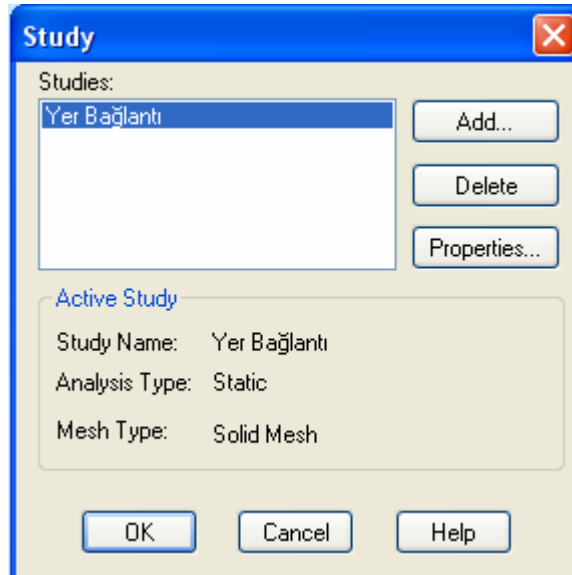 Study
Studies:
Yer Bağlantı
Add...
Delete
Properties...
Active Study
Study Name: Yer Bağlantı
Analysis Type: Static
Mesh Type: Solid Mesh
OK Cancel Help